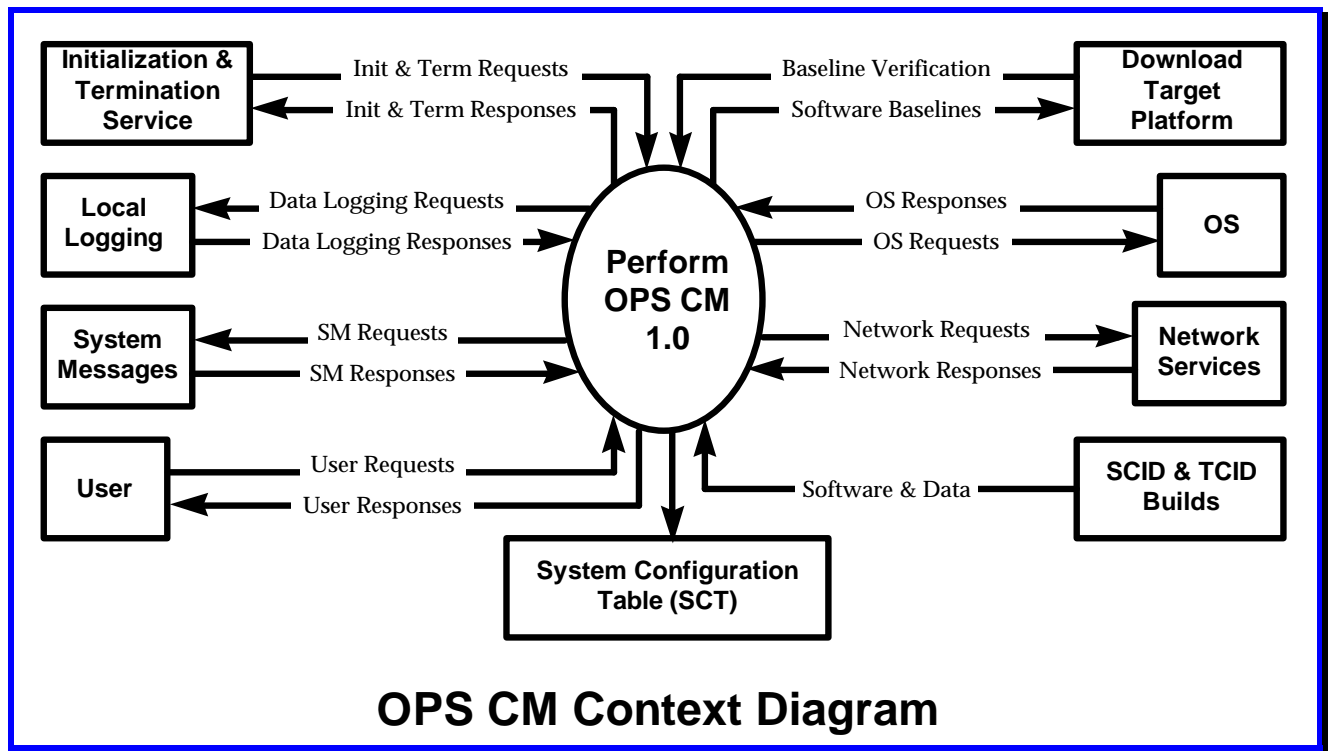 Initialization &
Termination
Service
Init & Term Requests
Init & Term Responses
Baseline Verification
Software Baselines
Download
Target
Platform
Local
Logging
Data Logging Requests
Data Logging Responses
OS Responses
OS Requests
OS
Perform
OPS CM
1.0
System
Messages
SM Requests
SM Responses
Network Requests
Network Responses
Network
Services
User
User Requests
User Responses
Software & Data
SCID & TCID
Builds
System Configuration
Table (SCT)
OPS CM Context Diagram